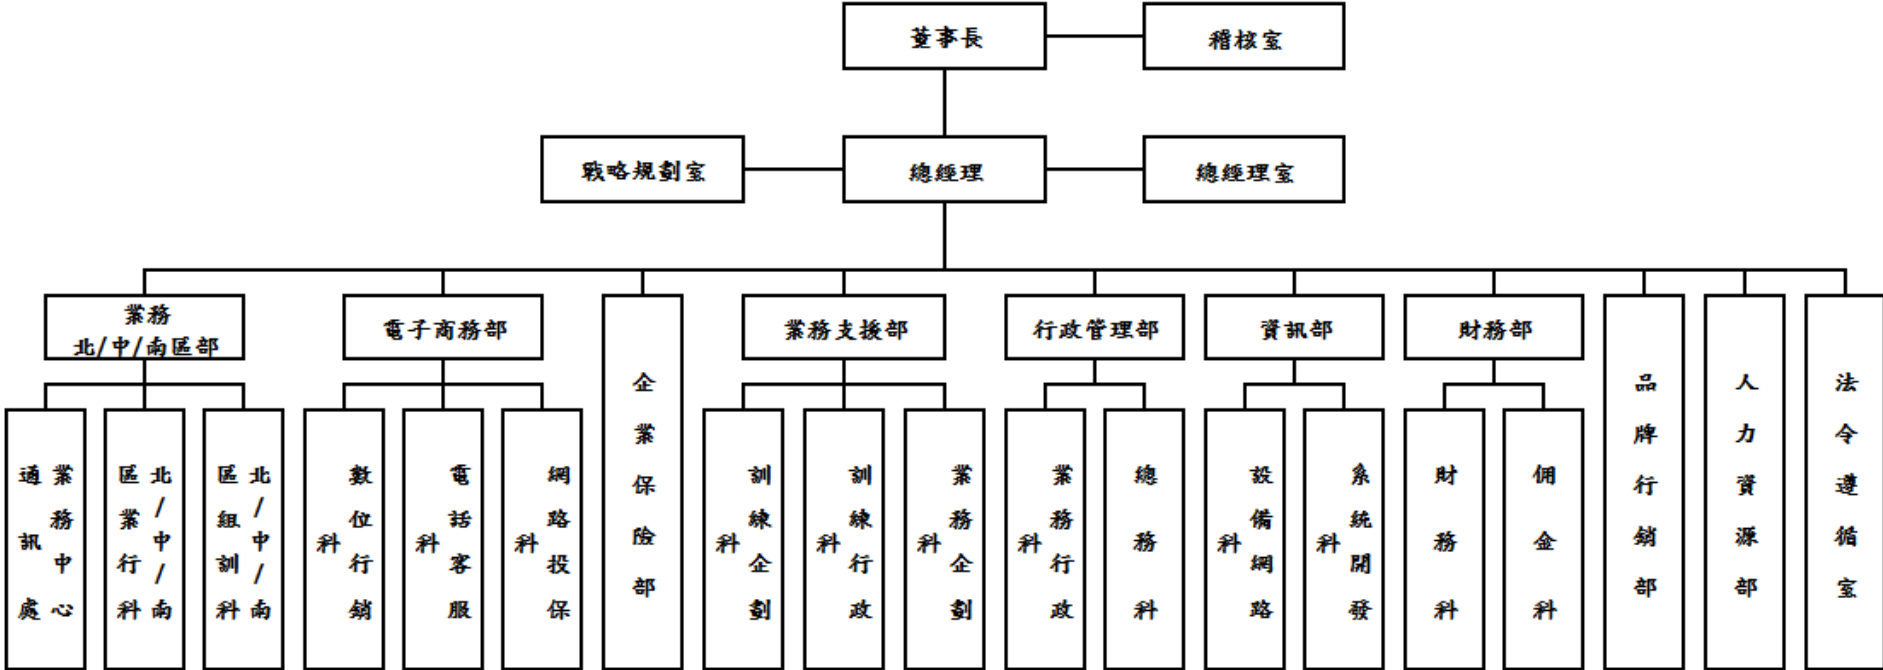 董事長
稽核室
戰略規劃室
總經理
總經理室
業務
北/中/南區部
電子商務部
企業保險部
業務支援部
行政管理部
資訊部
財務部
品牌行銷部
人力資源部
法令遵循室
業務中心
通訊處
北/中/南
區業行科
北/中/南
區組訓科
數位行銷
科
電話客服
科
網路投保
科
訓練企劃
科
訓練行政
科
業務企劃
科
業務行政
科
總務科
設備網路
科
系統開發
科
財務科
佣金科